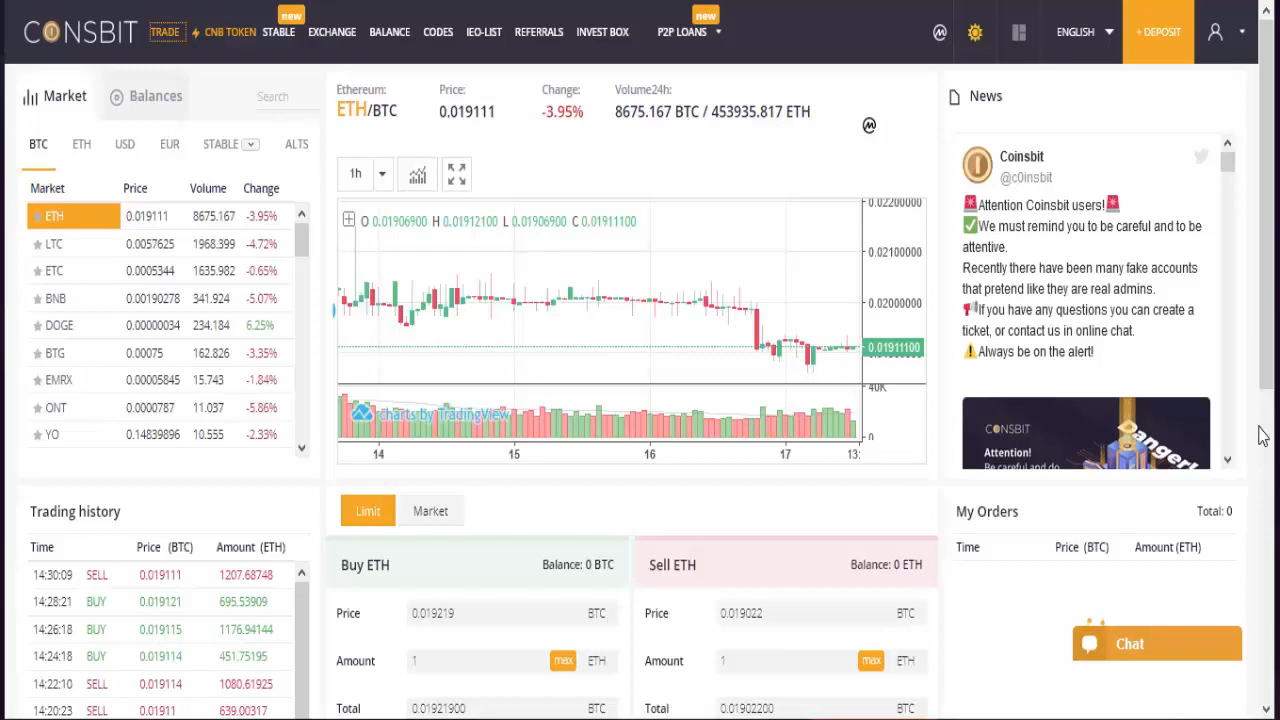 CONSBIT TRADE CNB TOKEN STABLE new EXCHANGE BALANCE CODES IEO-LIST REFERRALS INVEST BOX P2P LOANS new ENGLISH + DEPOSIT
Market Balances Search
BTC ETH USD EUR STABLE ALTS
Market Price Volume Change
ETH 0.019111 8675.167 -3.95%
LTC 0.0057625 1968.399 -4.72%
ETC 0.0005344 1635.982 -0.65%
BNB 0.00190278 341.924 -5.07%
DOGE 0.00000034 234.184 6.25%
BTG 0.00075 162.826 -3.35%
EMRX 0.00005845 15.743 -1.84%
ONT 0.0000787 11.037 -5.86%
YO 0.14839896 10.555 -2.33%
Ethereum: Price: Change: Volume24h:
ETH/BTC 0.019111 -3.95% 8675.167 BTC / 453935.817 ETH
1h
O 0.01906900 H 0.01912100 L 0.01906900 C 0.01911100
0.02200000
0.02100000
0.02000000
0.01911100
40K
charts by TradingView
0
14 15 16 17 13:
News
Coinsbit
@c0insbit
🚨Attention Coinsbit users!🚨
✅We must remind you to be careful and to be
attentive.
Recently there have been many fake accounts
that pretend like they are real admins.
📢If you have any questions you can create a
ticket, or contact us in online chat.
⚠️Always be on the alert!
CONSBIT
Attention!
Be careful and do
Danger!
Trading history
Time Price (BTC) Amount (ETH)
14:30:09 SELL 0.019111 1207.68748
14:28:21 BUY 0.019121 695.53909
14:26:18 BUY 0.019115 1176.94144
14:24:18 BUY 0.019114 451.75195
14:22:10 SELL 0.019114 1080.61925
14:20:23 SELL 0.01911 639.00317
Limit Market
Buy ETH Balance: 0 BTC
Price 0.019219 BTC
Amount 1 max ETH
Total 0.01921900 BTC
Sell ETH Balance: 0 ETH
Price 0.019022 BTC
Amount 1 max ETH
Total 0.01902200 BTC
My Orders Total: 0
Time Price (BTC) Amount (ETH)
Chat